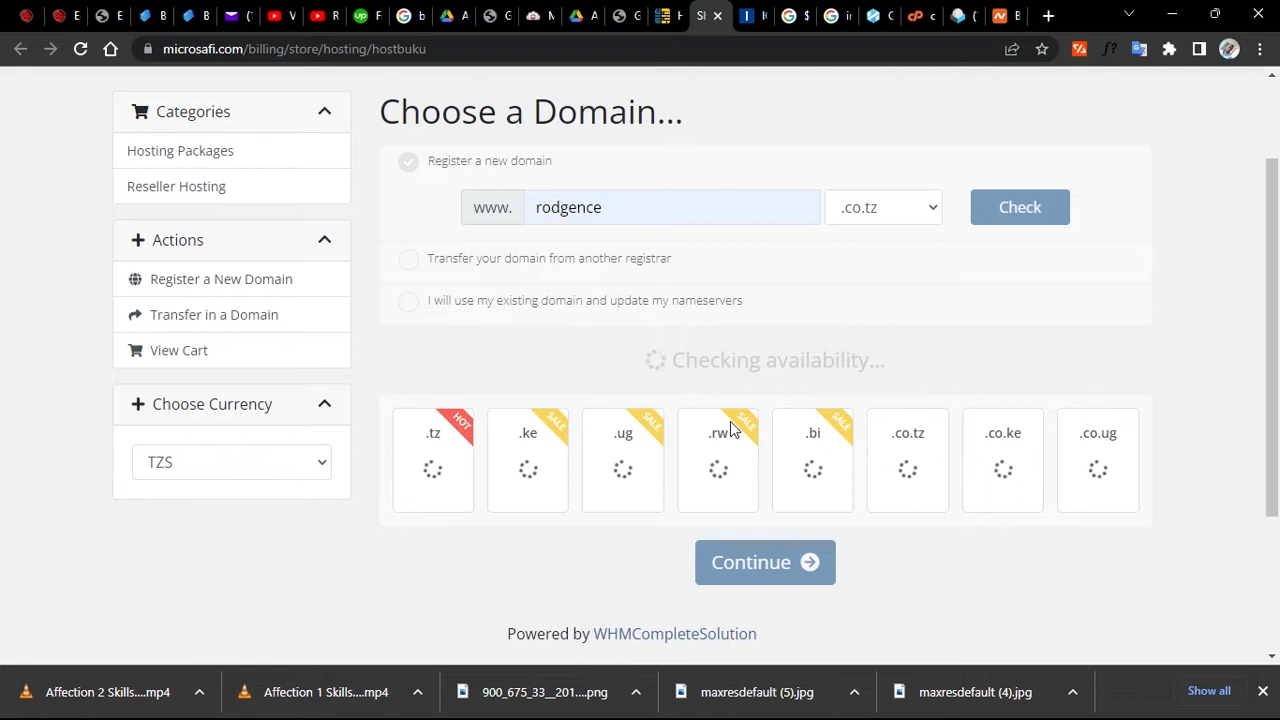 E
E
B
B
(
V
R
F
b
A
G
M
A
G
H
SI
I(
$
ir
C
c
(
B
microsafi.com/billing/store/hosting/hostbuku
Categories
Hosting Packages
Reseller Hosting
Actions
Register a New Domain
Transfer in a Domain
View Cart
Choose Currency
TZS
Choose a Domain...
Register a new domain
www. rodgence .co.tz Check
Transfer your domain from another registrar
I will use my existing domain and update my nameservers
Checking availability...
HOT SALE SALE SALE SALE
.tz .ke .ug .rw .bi .co.tz .co.ke .co.ug
Continue
Powered by WHMCompleteSolution
Affection 2 Skills....mp4 Affection 1 Skills....mp4 900_675_33__201....png maxresdefault (5).jpg maxresdefault (4).jpg Show all